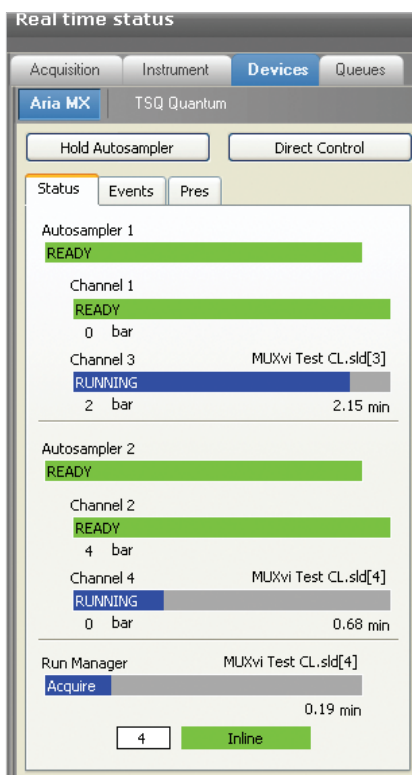 Real time status
Acquisition Instrument Devices Queues
Aria MX TSQ Quantum
Hold Autosampler Direct Control
Status Events Pres
Autosampler 1
READY
Channel 1
READY
0 bar
Channel 3 MUXvi Test CL.sld[3]
RUNNING
2 bar 2.15 min
Autosampler 2
READY
Channel 2
READY
4 bar
Channel 4 MUXvi Test CL.sld[4]
RUNNING
0 bar 0.68 min
Run Manager MUXvi Test CL.sld[4]
Acquire
0.19 min
4 Inline